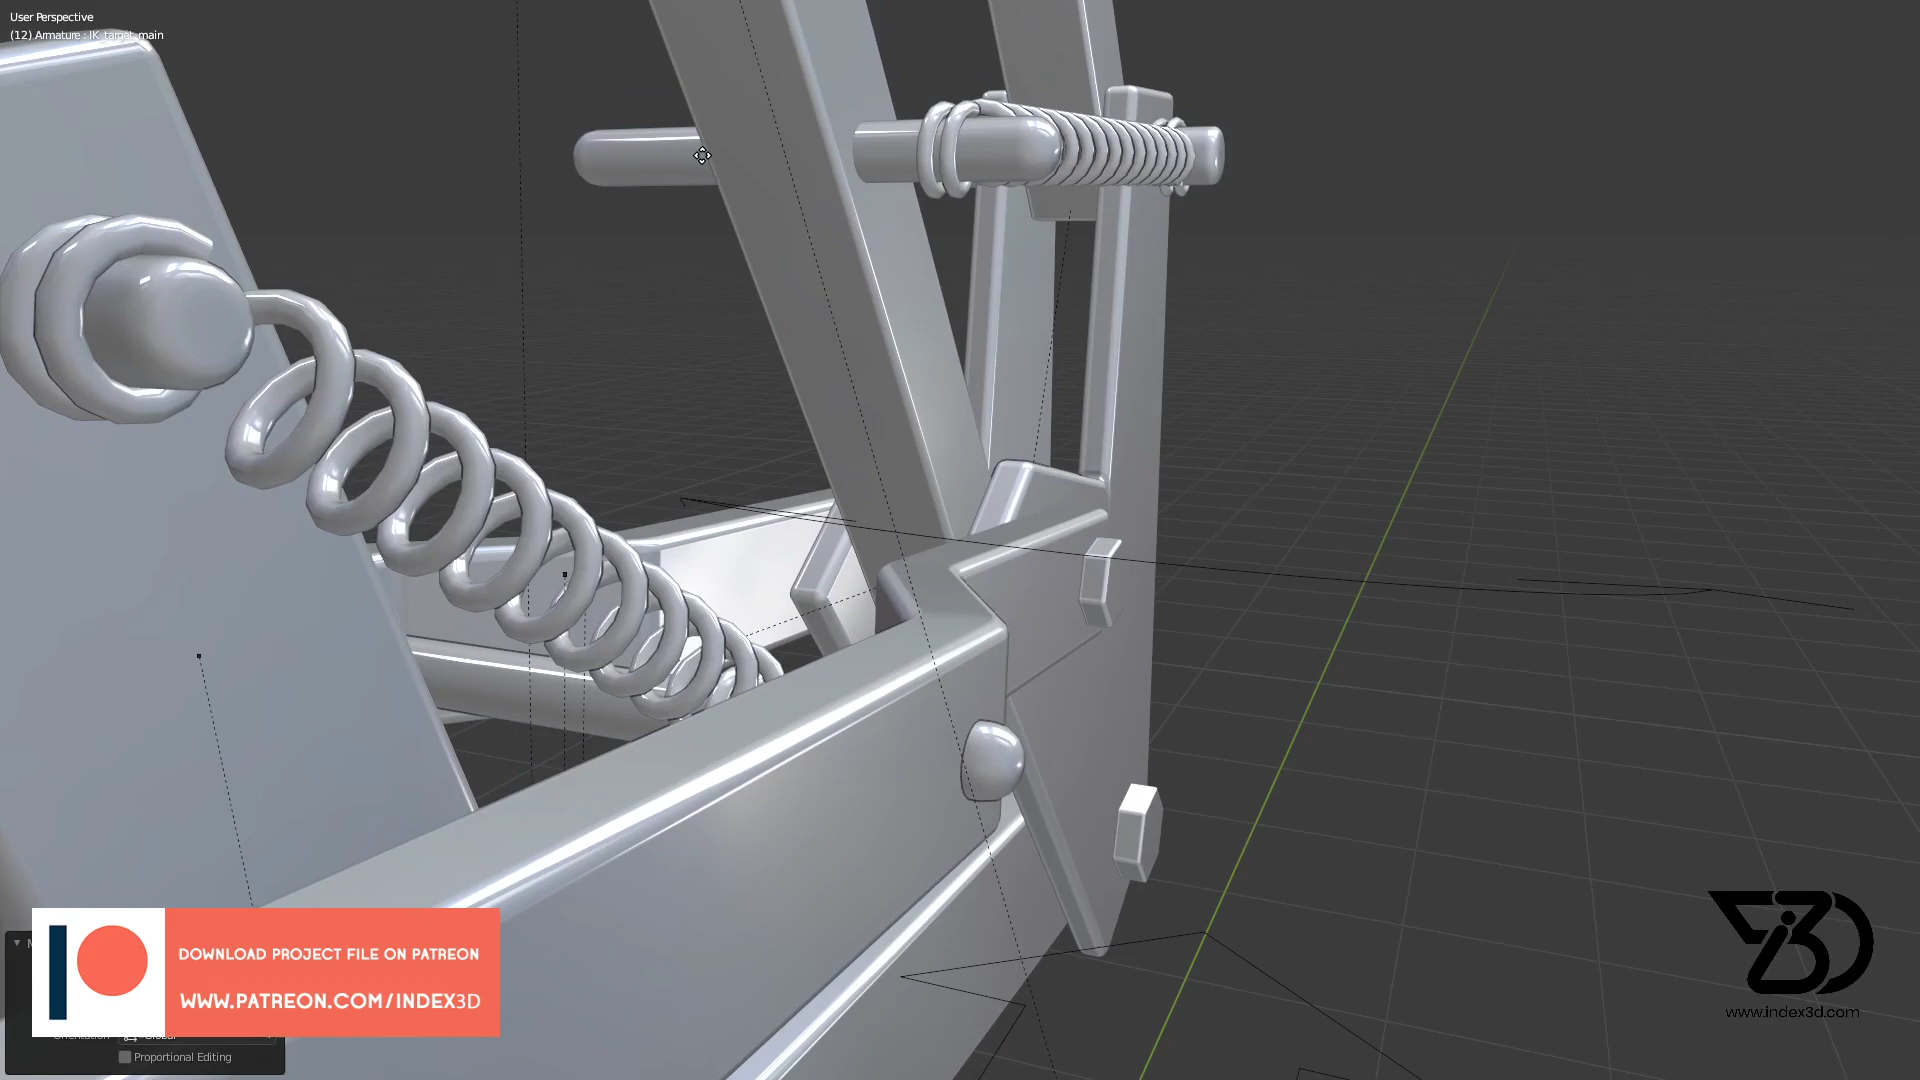 User Perspective
(12) Armature : IK_target_main
DOWNLOAD PROJECT FILE ON PATREON
WWW.PATREON.COM/INDEX3D
Proportional Editing
www.index3d.com